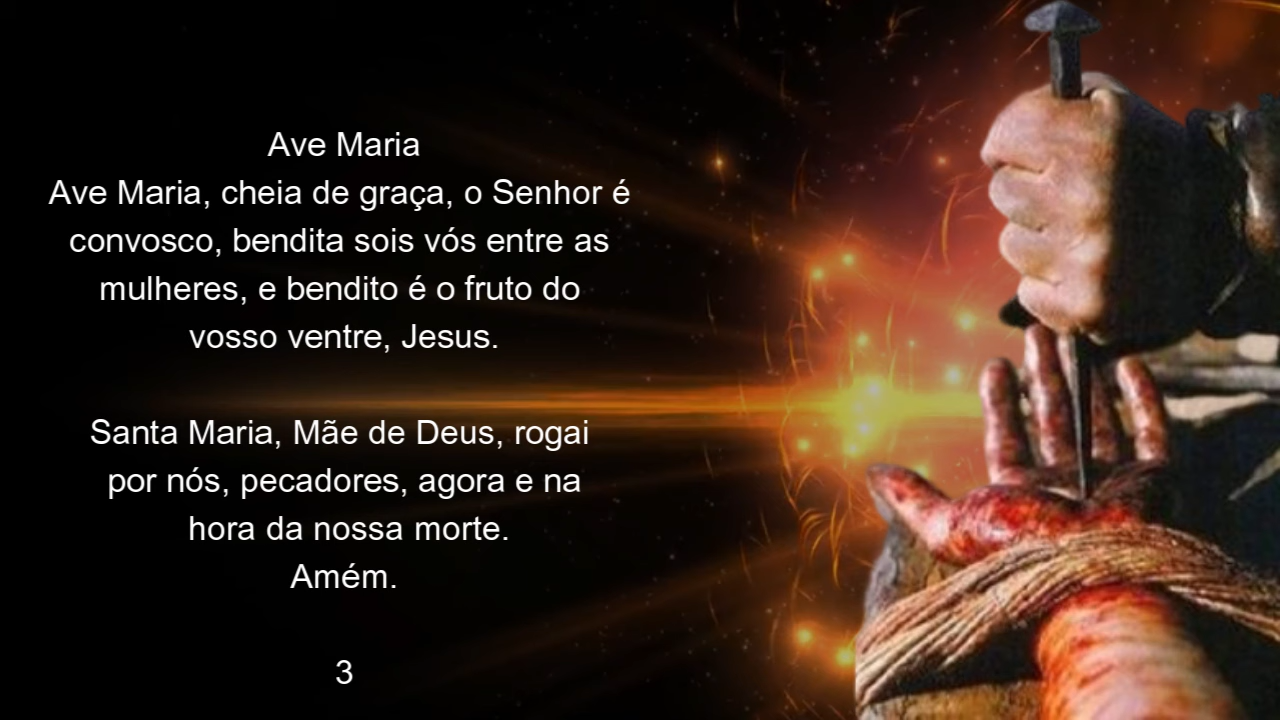 Ave Maria
Ave Maria, cheia de graça, o Senhor é
convosco, bendita sois vós entre as
mulheres, e bendito é o fruto do
vosso ventre, Jesus.
Santa Maria, Mãe de Deus, rogai
por nós, pecadores, agora e na
hora da nossa morte.
Amém.
3